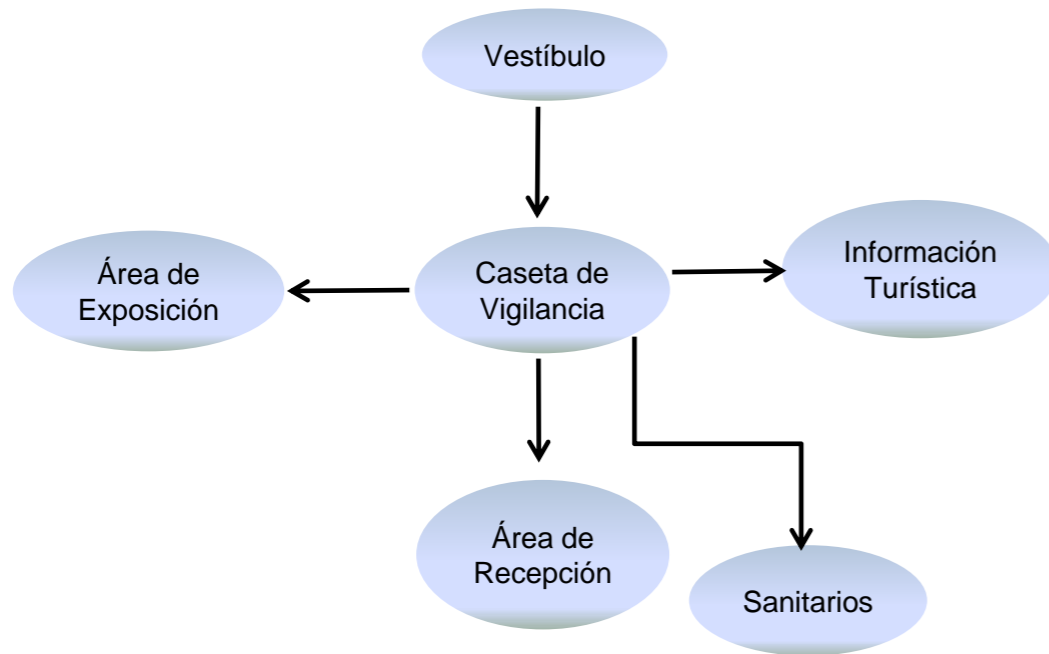 Vestíbulo
Área de
Exposición
Caseta de
Vigilancia
Información
Turística
Área de
Recepción
Sanitarios